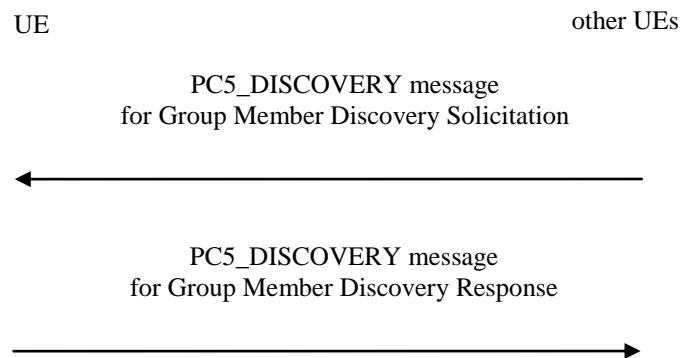 UE
other UEs
PC5_DISCOVERY message
for Group Member Discovery Solicitation
PC5_DISCOVERY message
for Group Member Discovery Response